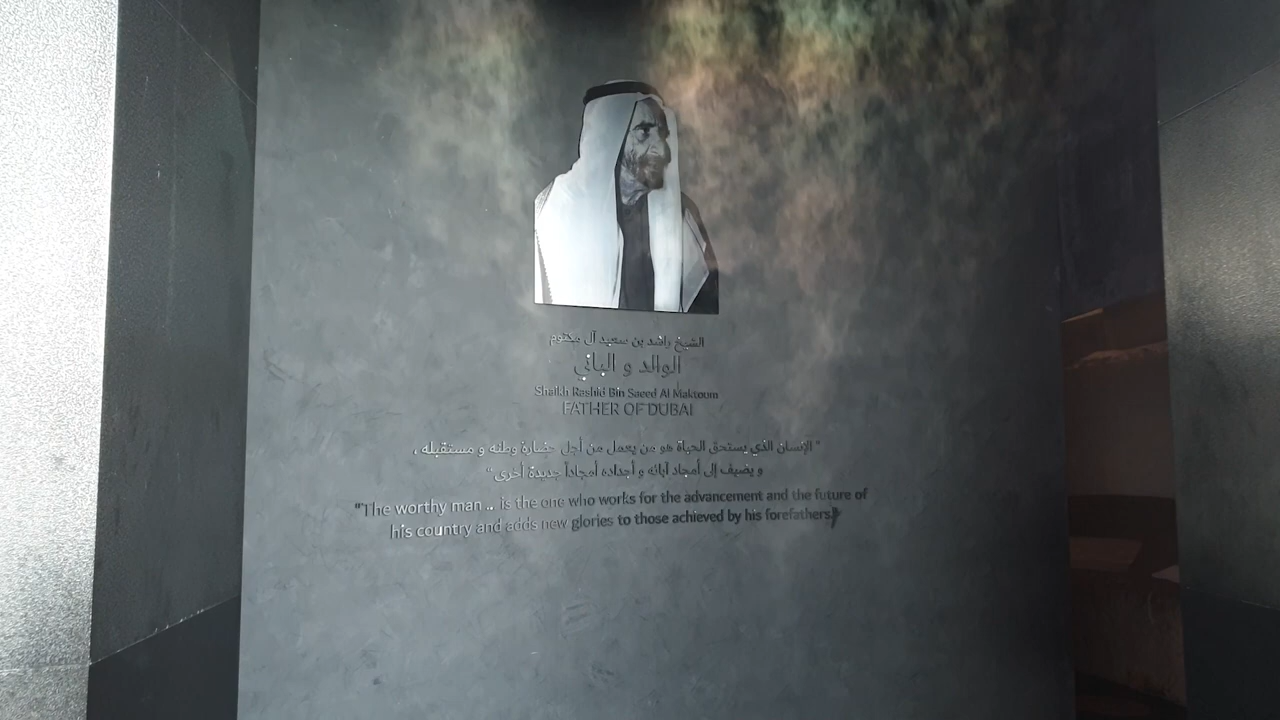 الشيخ راشد بن سعيد آل مكتوم
الوالد و الباني
Shaikh Rashid Bin Saeed Al Maktoum
FATHER OF DUBAI
"الإنسان الذي يستحق الحياة هو من يعمل من أجل حضارة وطنه و مستقبله ،
و يضيف إلى أمجاد آبائه و أجداده أمجاداً جديدة أخرى"
"The worthy man .. is the one who works for the advancement and the future of
his country and adds new glories to those achieved by his forefathers"